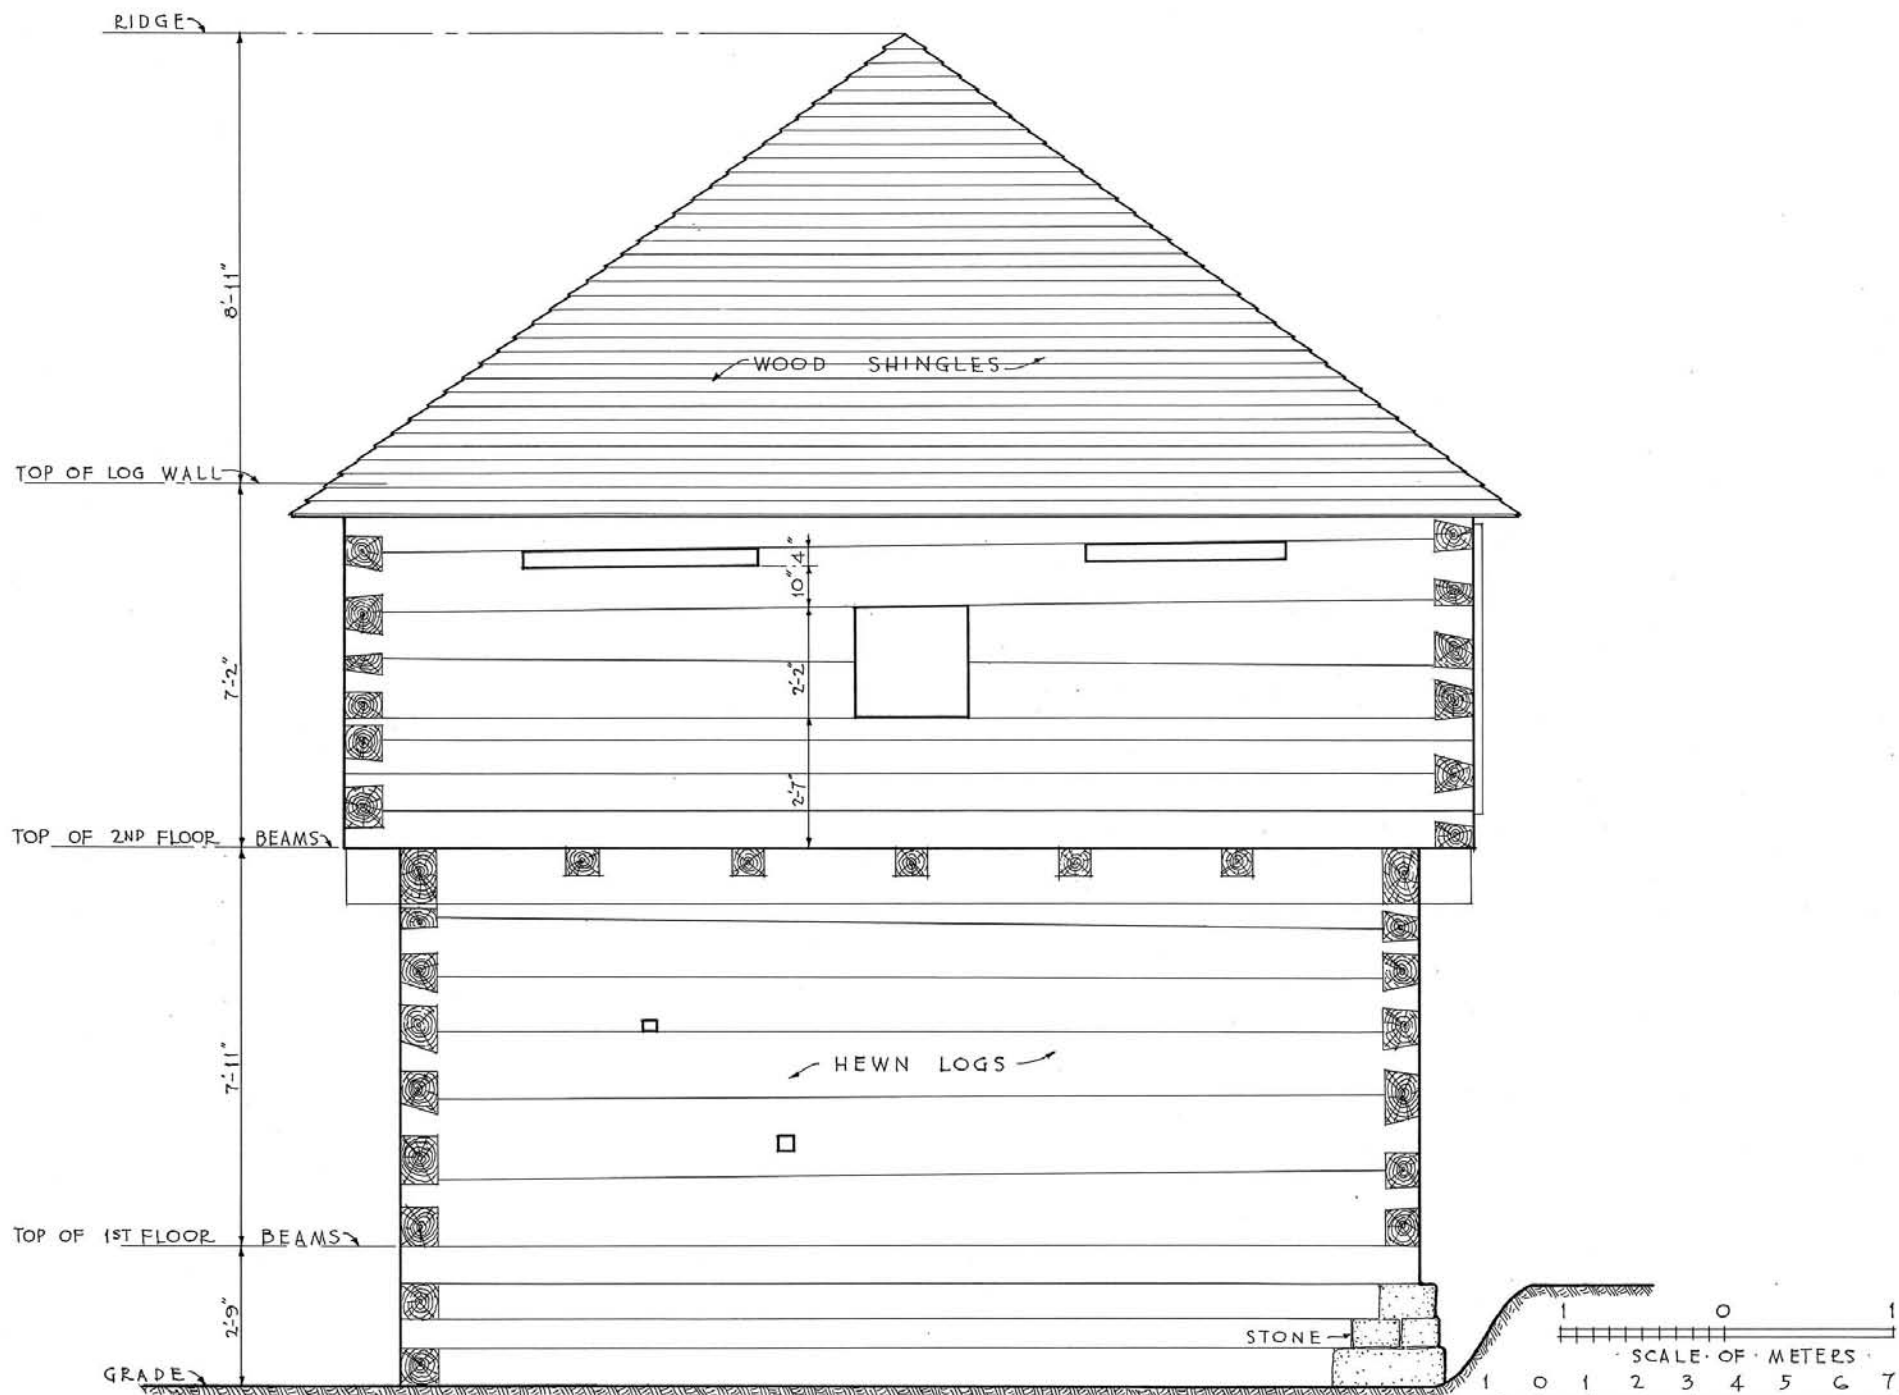 RIDGE
8'-11"
WOOD SHINGLES
TOP OF LOG WALL
4"
10"
7'-2"
2'-2"
2'-7"
TOP OF 2ND FLOOR BEAMS
7'-11"
HEWN LOGS
TOP OF 1ST FLOOR BEAMS
2'-9"
STONE
GRADE
1 0 1
SCALE · OF · METERS ·
1 0 1 2 3 4 5 6 7